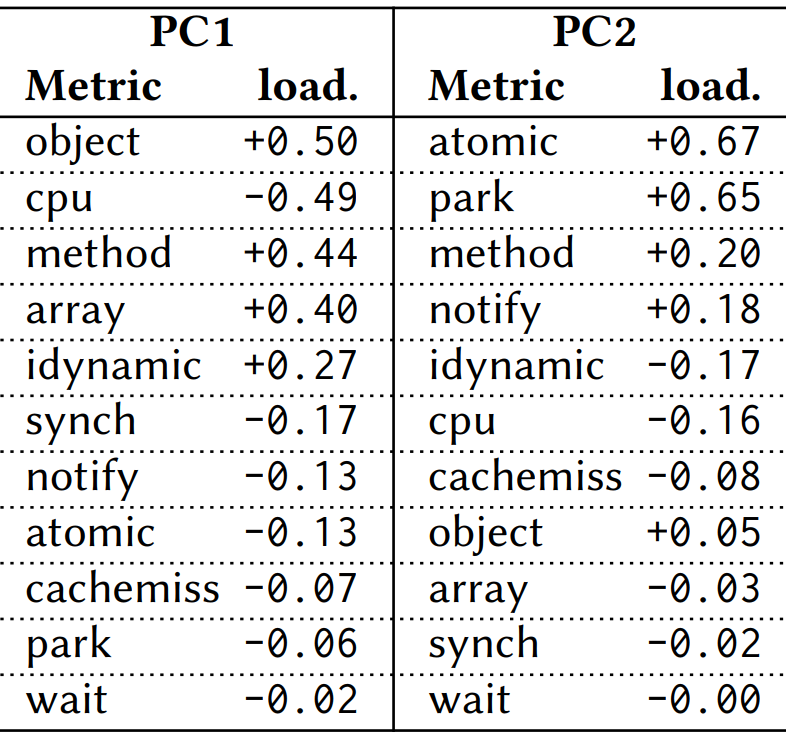 PC1 PC2
Metric load. Metric load.
object +0.50 atomic +0.67
cpu −0.49 park +0.65
method +0.44 method +0.20
array +0.40 notify +0.18
idynamic +0.27 idynamic −0.17
synch −0.17 cpu −0.16
notify −0.13 cachemiss −0.08
atomic −0.13 object +0.05
cachemiss −0.07 array −0.03
park −0.06 synch −0.02
wait −0.02 wait −0.00